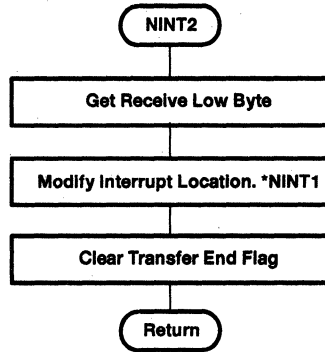 NINT2
Get Receive Low Byte
Modify Interrupt Location. *NINT1
Clear Transfer End Flag
Return